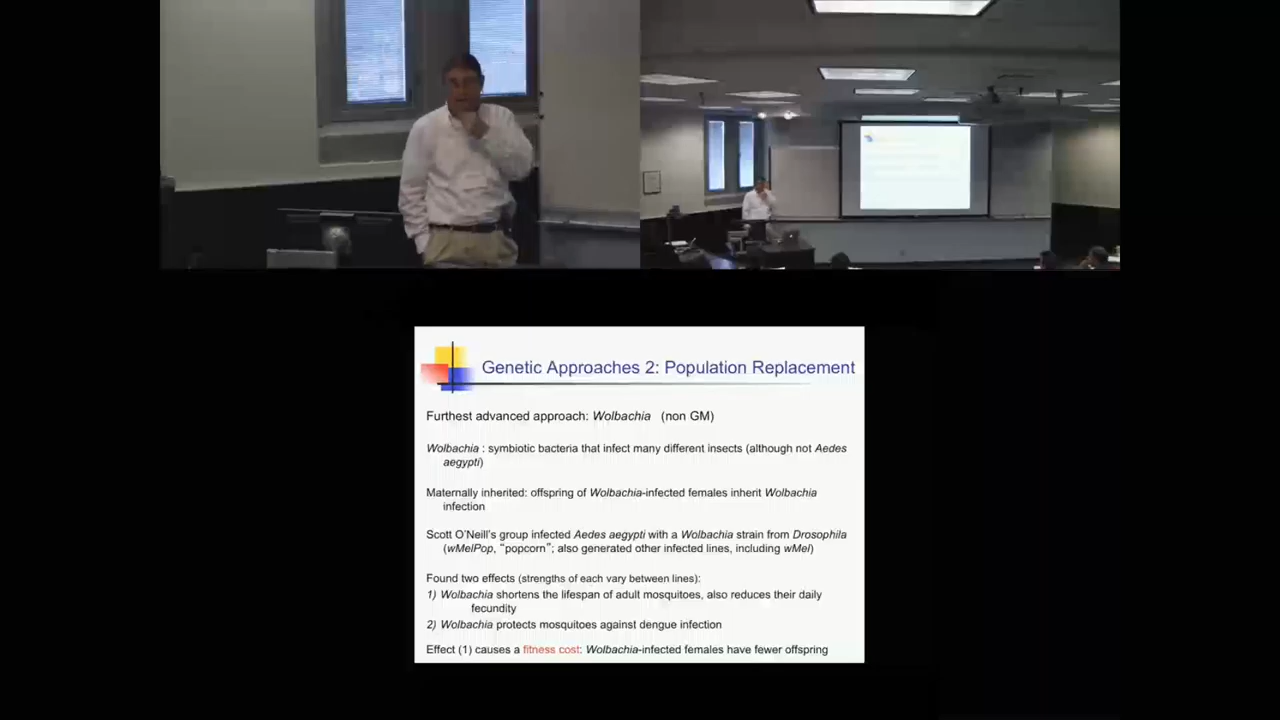 Genetic Approaches 2: Population Replacement
Furthest advanced approach: Wolbachia (non GM)
Wolbachia : symbiotic bacteria that infect many different insects (although not Aedes
aegypti)
Maternally inherited: offspring of Wolbachia-infected females inherit Wolbachia
infection
Scott O'Neill's group infected Aedes aegypti with a Wolbachia strain from Drosophila
(wMelPop, “popcorn”; also generated other infected lines, including wMel)
Found two effects (strengths of each vary between lines):
1) Wolbachia shortens the lifespan of adult mosquitoes, also reduces their daily
fecundity
2) Wolbachia protects mosquitoes against dengue infection
Effect (1) causes a fitness cost: Wolbachia-infected females have fewer offspring